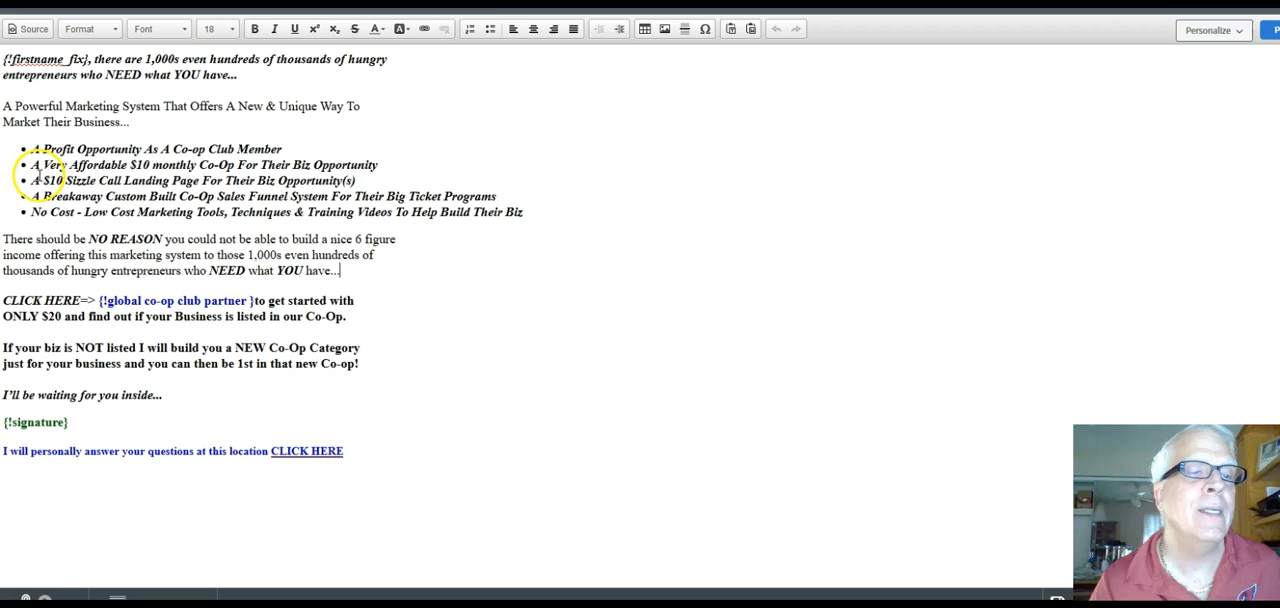 Source Format Font 18 B I U X² X₂ S A A Ω Personalize
{!firstname_fix}, there are 1,000s even hundreds of thousands of hungry
entrepreneurs who NEED what YOU have...
A Powerful Marketing System That Offers A New & Unique Way To
Market Their Business...
• A Profit Opportunity As A Co-op Club Member
• A Very Affordable $10 monthly Co-Op For Their Biz Opportunity
• A $10 Sizzle Call Landing Page For Their Biz Opportunity(s)
• A Breakaway Custom Built Co-Op Sales Funnel System For Their Big Ticket Programs
• No Cost - Low Cost Marketing Tools, Techniques & Training Videos To Help Build Their Biz
There should be NO REASON you could not be able to build a nice 6 figure
income offering this marketing system to those 1,000s even hundreds of
thousands of hungry entrepreneurs who NEED what YOU have...
CLICK HERE=> {!global co-op club partner }to get started with
ONLY $20 and find out if your Business is listed in our Co-Op.
If your biz is NOT listed I will build you a NEW Co-Op Category
just for your business and you can then be 1st in that new Co-op!
I'll be waiting for you inside...
{!signature}
I will personally answer your questions at this location CLICK HERE